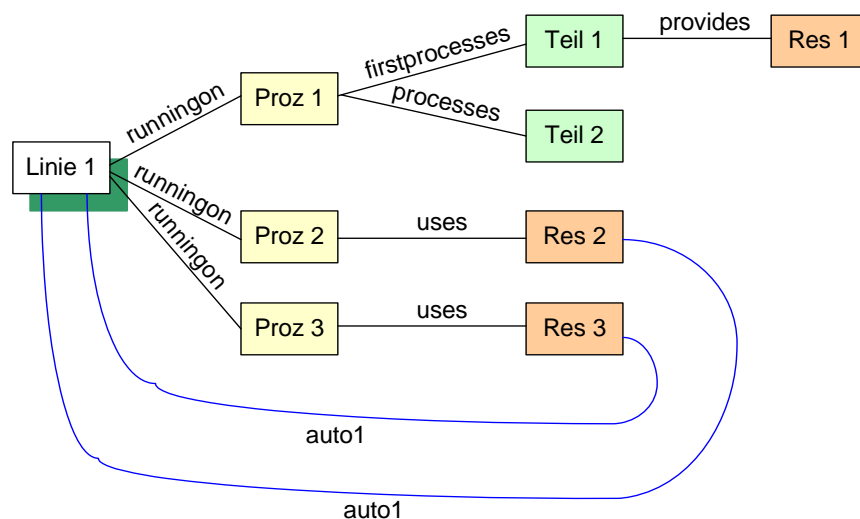 Teil 1
provides
Res 1
firstprocesses
Proz 1
processes
runningon
Teil 2
Linie 1
runningon
Proz 2
uses
Res 2
runningon
Proz 3
uses
Res 3
auto1
auto1